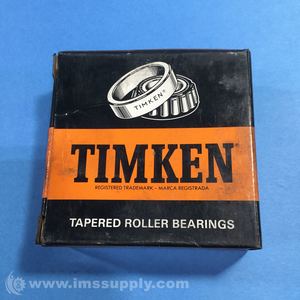 TIMKEN
TIMKEN
REGISTERED TRADEMARK - MARCA REGISTRADA
TAPERED ROLLER BEARINGS
© www.imssupply.com